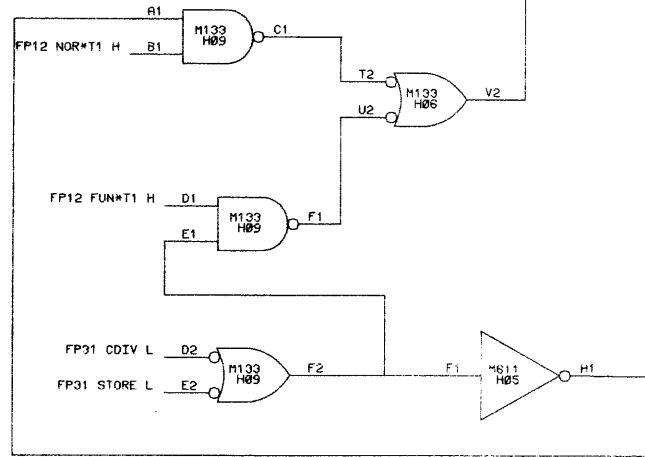 A1
M133
H09
C1
FP12 NOR*T1 H
B1
T2
M133
H06
V2
U2
FP12 FUN*T1 H
D1
M133
H09
F1
E1
FP31 CDIV L
D2
M133
H09
F2
F1
M611
H05
H1
FP31 STORE L
E2